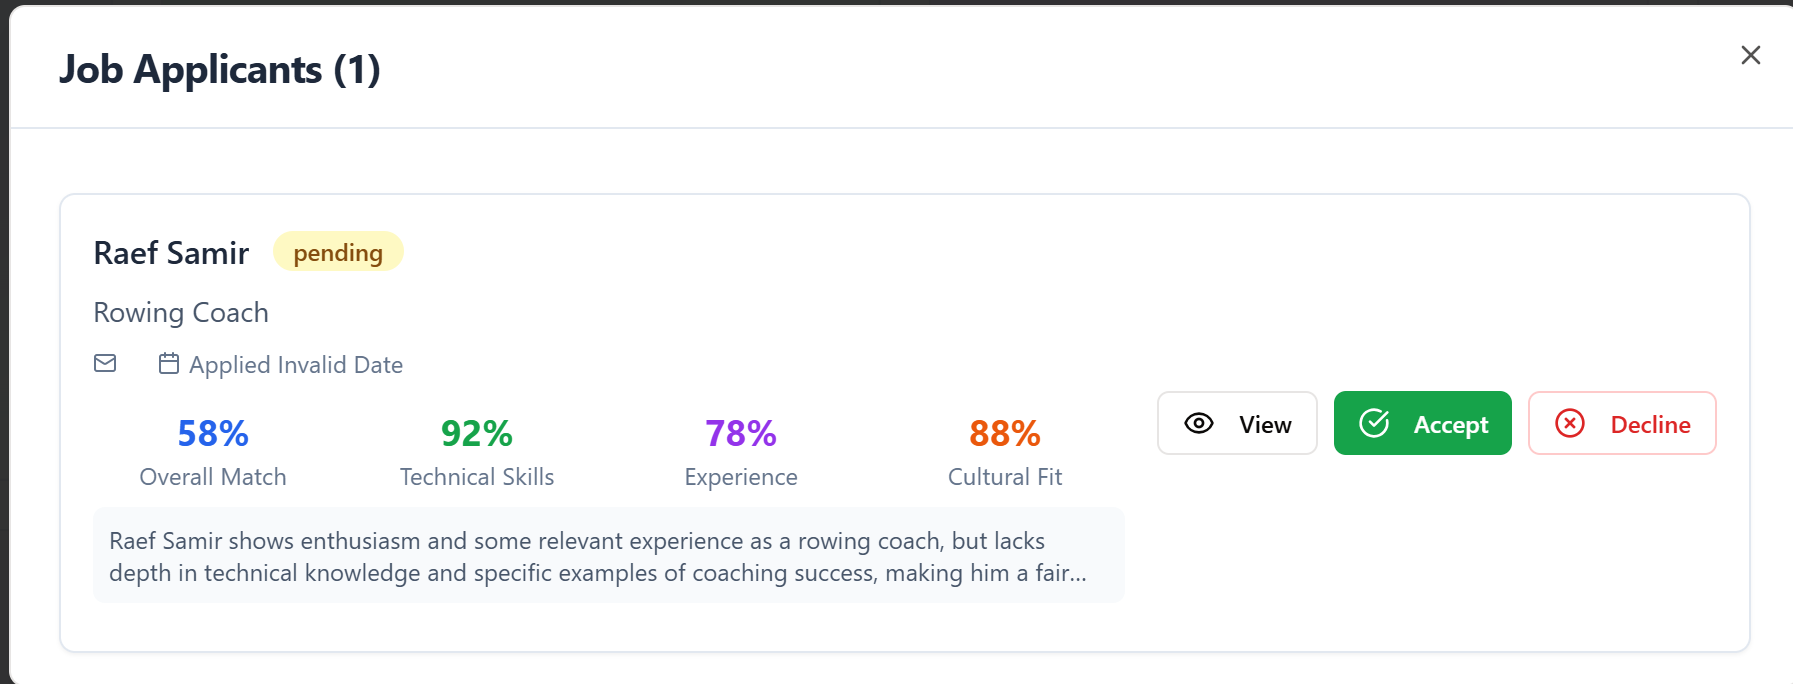 Job Applicants (1)
Raef Samir pending
Rowing Coach
Applied Invalid Date
58% 92% 78% 88%
Overall Match Technical Skills Experience Cultural Fit
View Accept Decline
Raef Samir shows enthusiasm and some relevant experience as a rowing coach, but lacks
depth in technical knowledge and specific examples of coaching success, making him a fair...